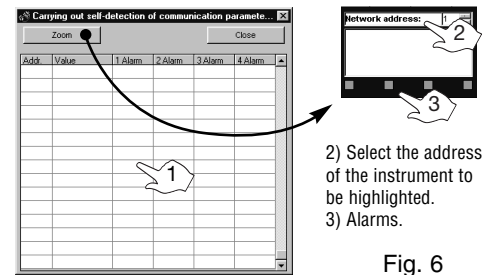 Carrying out self-detection of communication paramete...
Zoom
Close
Addr. Value 1 Alarm 2 Alarm 3 Alarm 4 Alarm
1
Network address: 1
2
3
2) Select the address
of the instrument to
be highlighted.
3) Alarms.
Fig. 6